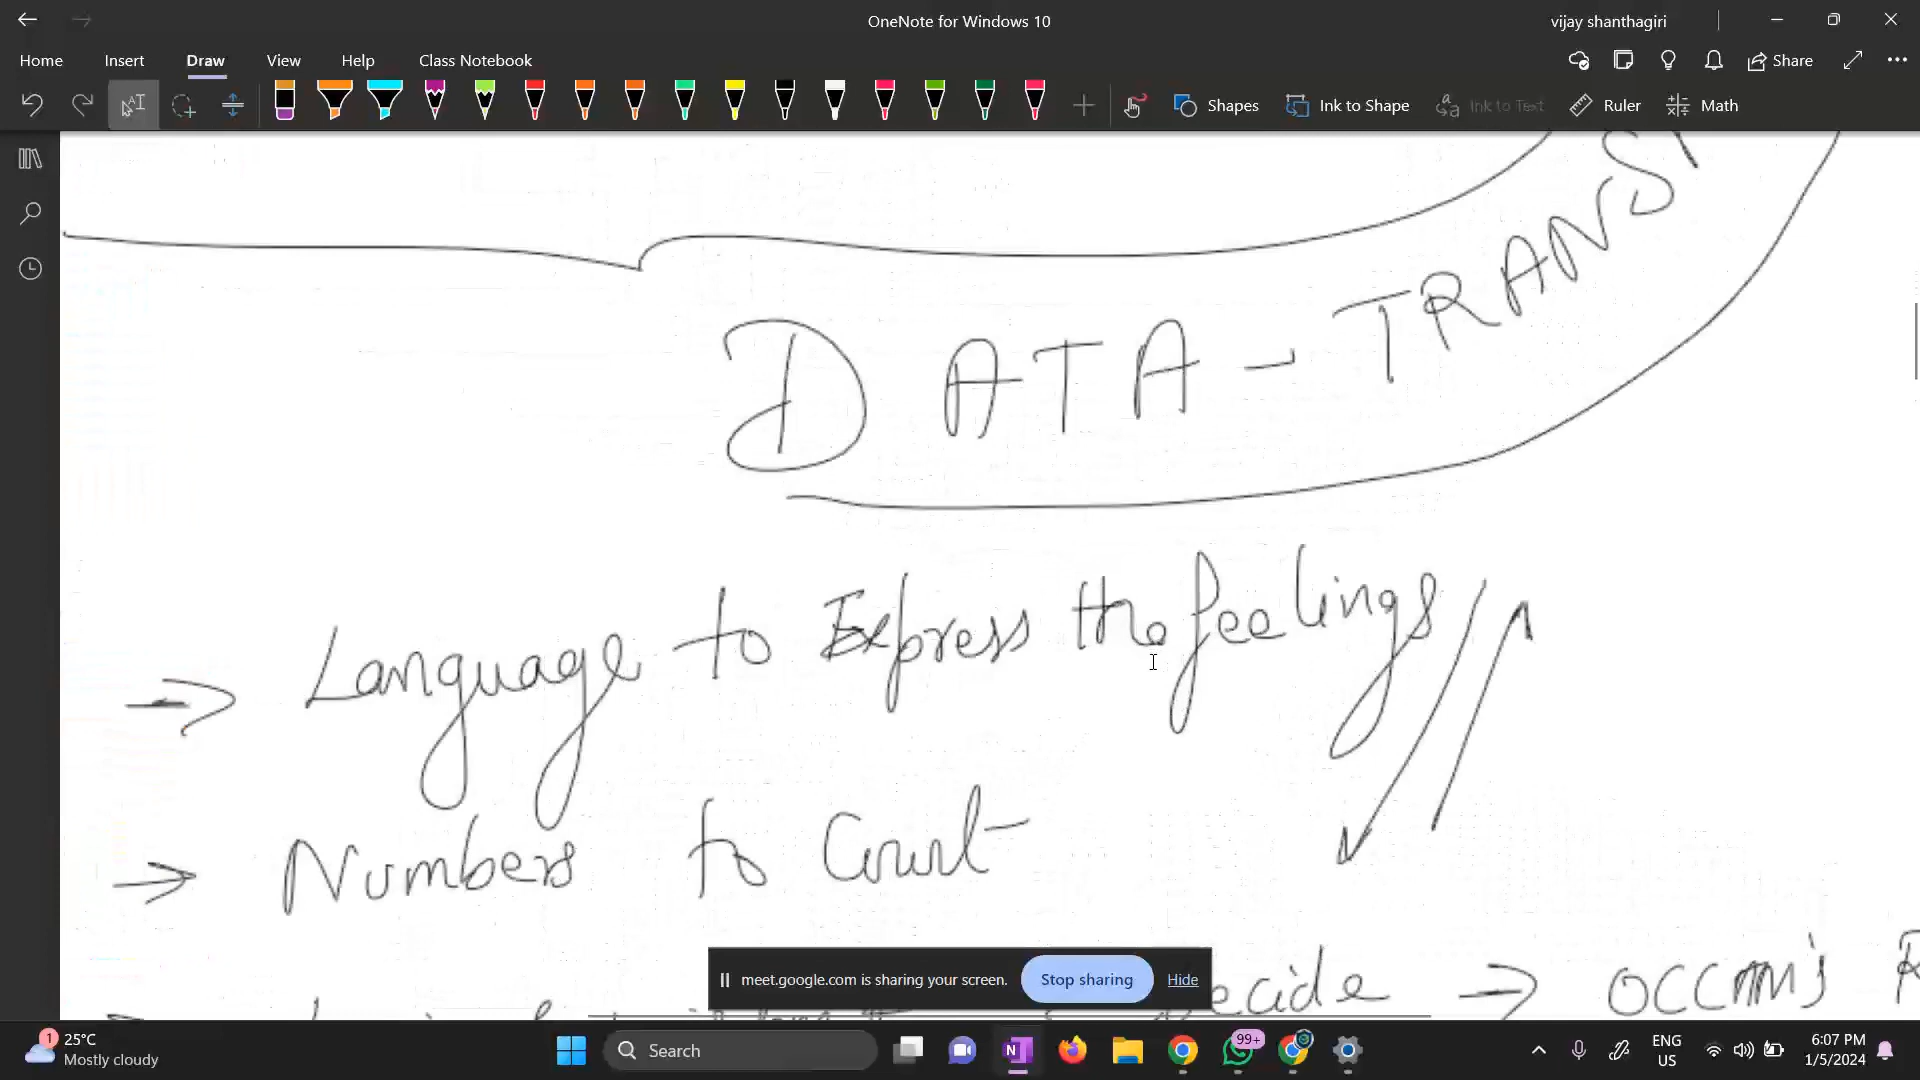 OneNote for Windows 10
vijay shanthagiri
Home Insert Draw View Help Class Notebook
Share
Shapes Ink to Shape Ink to Text Ruler Math
DATA - TRANS
Language to Express the feelings
Numbers to Count
decide → OCCAM's R
meet.google.com is sharing your screen. Stop sharing Hide
1 25°C
Mostly cloudy
Search
99+
ENG
US
6:07 PM
1/5/2024